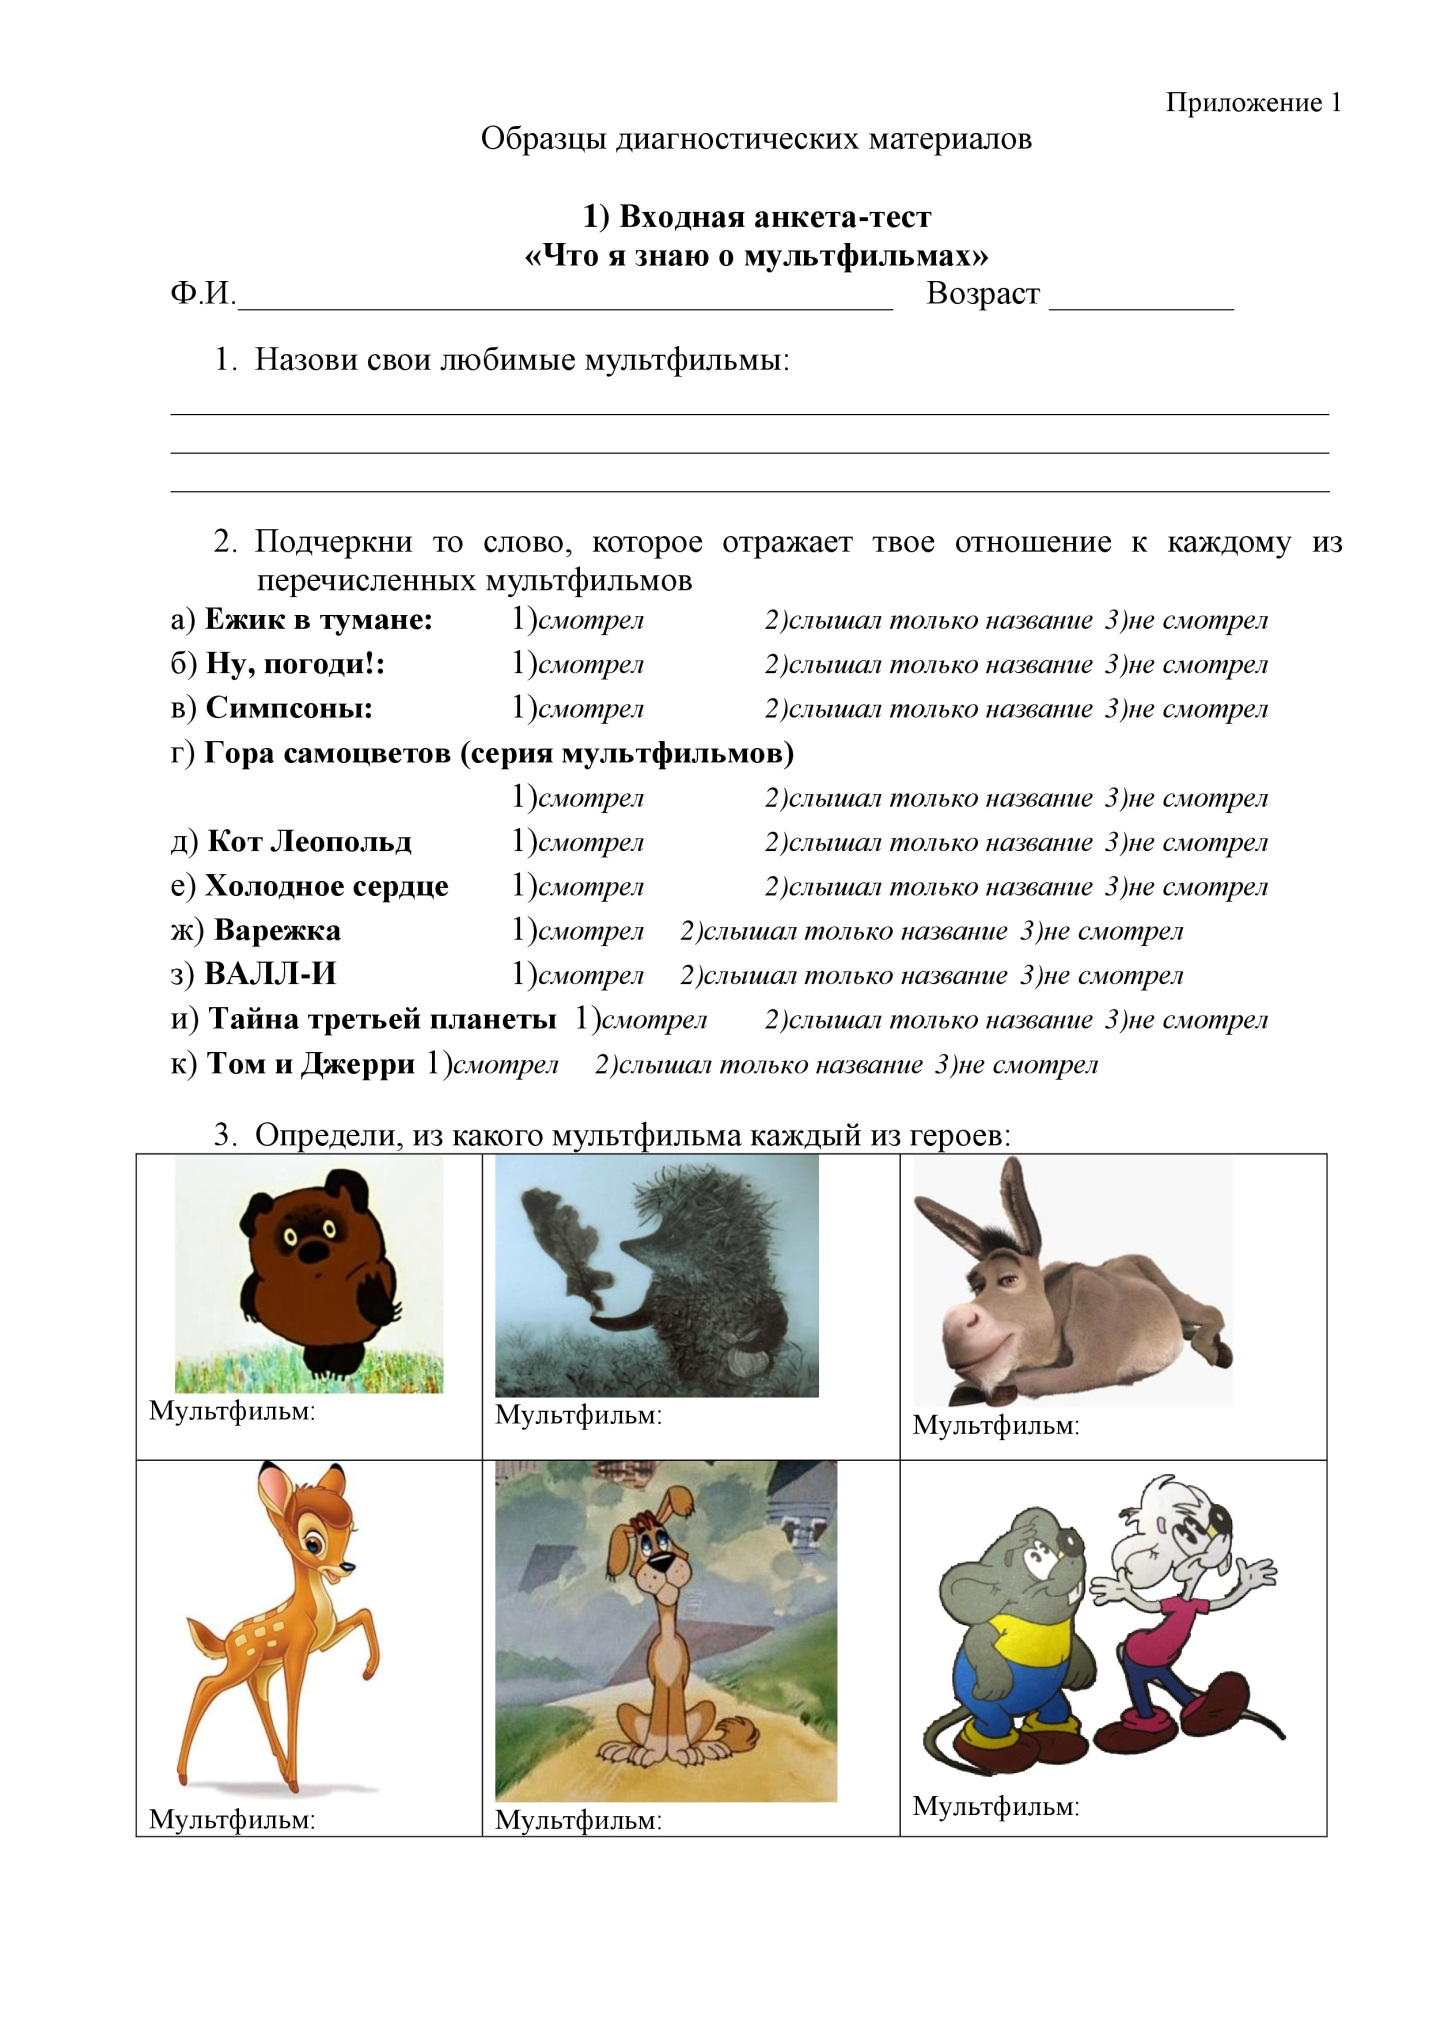 Приложение 1
Образцы диагностических материалов
1) Входная анкета-тест
«Что я знаю о мультфильмах»
Ф.И.________________________________________ Возраст ___________
1. Назови свои любимые мультфильмы:
2. Подчеркни то слово, которое отражает твое отношение к каждому из
перечисленных мультфильмов
а) Ежик в тумане: 1)смотрел 2)слышал только название 3)не смотрел
б) Ну, погоди!: 1)смотрел 2)слышал только название 3)не смотрел
в) Симпсоны: 1)смотрел 2)слышал только название 3)не смотрел
г) Гора самоцветов (серия мультфильмов)
1)смотрел 2)слышал только название 3)не смотрел
д) Кот Леопольд 1)смотрел 2)слышал только название 3)не смотрел
е) Холодное сердце 1)смотрел 2)слышал только название 3)не смотрел
ж) Варежка 1)смотрел 2)слышал только название 3)не смотрел
з) ВАЛЛ-И 1)смотрел 2)слышал только название 3)не смотрел
и) Тайна третьей планеты 1)смотрел 2)слышал только название 3)не смотрел
к) Том и Джерри 1)смотрел 2)слышал только название 3)не смотрел
3. Определи, из какого мультфильма каждый из героев:
Мультфильм:
Мультфильм:
Мультфильм:
Мультфильм:
Мультфильм:
Мультфильм: